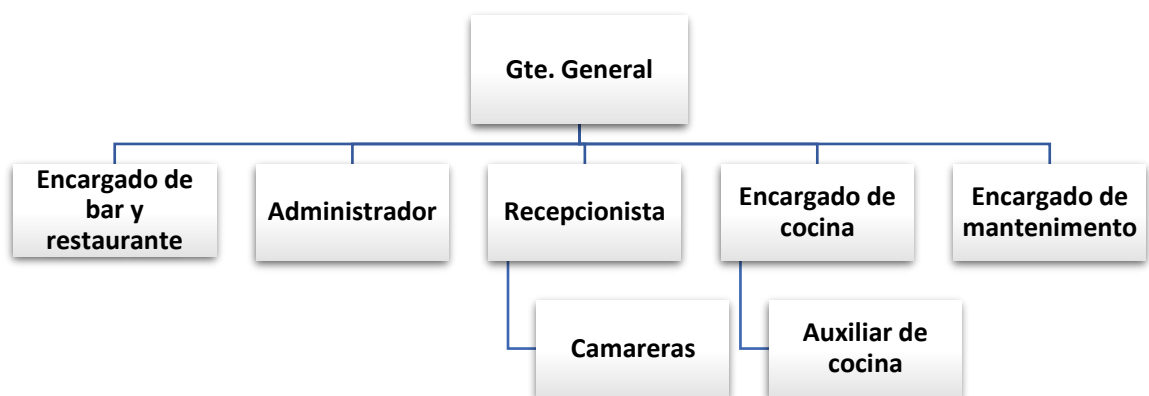 Gte. General
Encargado de
bar y
restaurante
Administrador
Recepcionista
Encargado de
cocina
Encargado de
mantenimento
Camareras
Auxiliar de
cocina